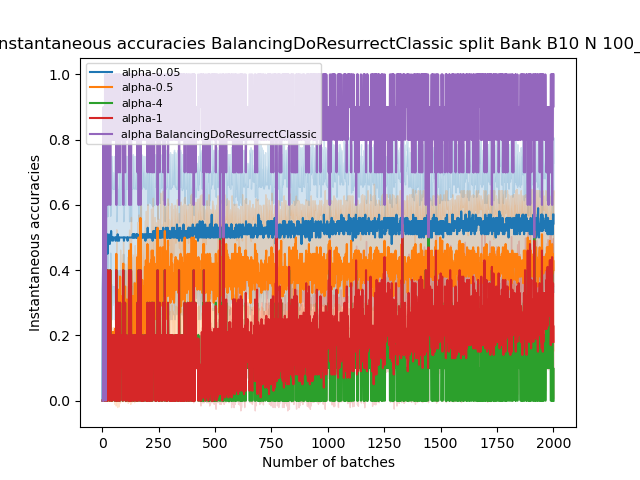 nstantaneous accuracies BalancingDoResurrectClassic split Bank B10 N 100_
alpha-0.05
alpha-0.5
alpha-4
alpha-1
alpha BalancingDoResurrectClassic
Instantaneous accuracies
1.0
0.8
0.6
0.4
0.2
0.0
0
250
500
750
1000
1250
1500
1750
2000
Number of batches